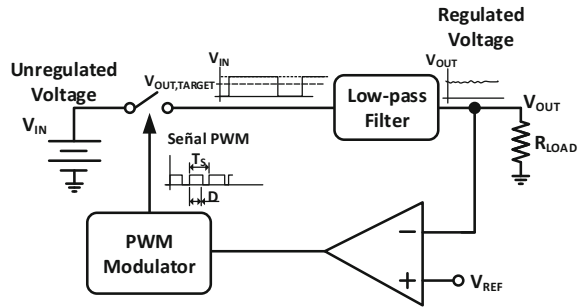 Regulated
Voltage
Unregulated
Voltage
V_IN
V_OUT,TARGET
V_IN
Low-pass
Filter
V_OUT
V_OUT
R_LOAD
Señal PWM
T_S
D
PWM
Modulator
−
+
V_REF